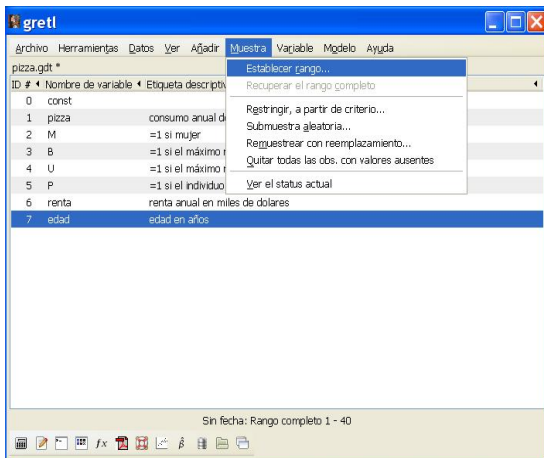 gretl
Archivo Herramientas Datos Ver Añadir Muestra Variable Modelo Ayuda
pizza.gdt *
ID # Nombre de variable Etiqueta descriptiv
0 const
1 pizza consumo anual d
2 M =1 si mujer
3 B =1 si el máximo
4 U =1 si el máximo
5 P =1 si el individuo
6 renta renta anual en miles de dolares
7 edad edad en años
Establecer rango...
Recuperar el rango completo
Restringir, a partir de criterio...
Submuestra aleatoria...
Remuestrear con reemplazamiento...
Quitar todas las obs. con valores ausentes
Ver el status actual
Sin fecha: Rango completo 1 - 40
fx β̂